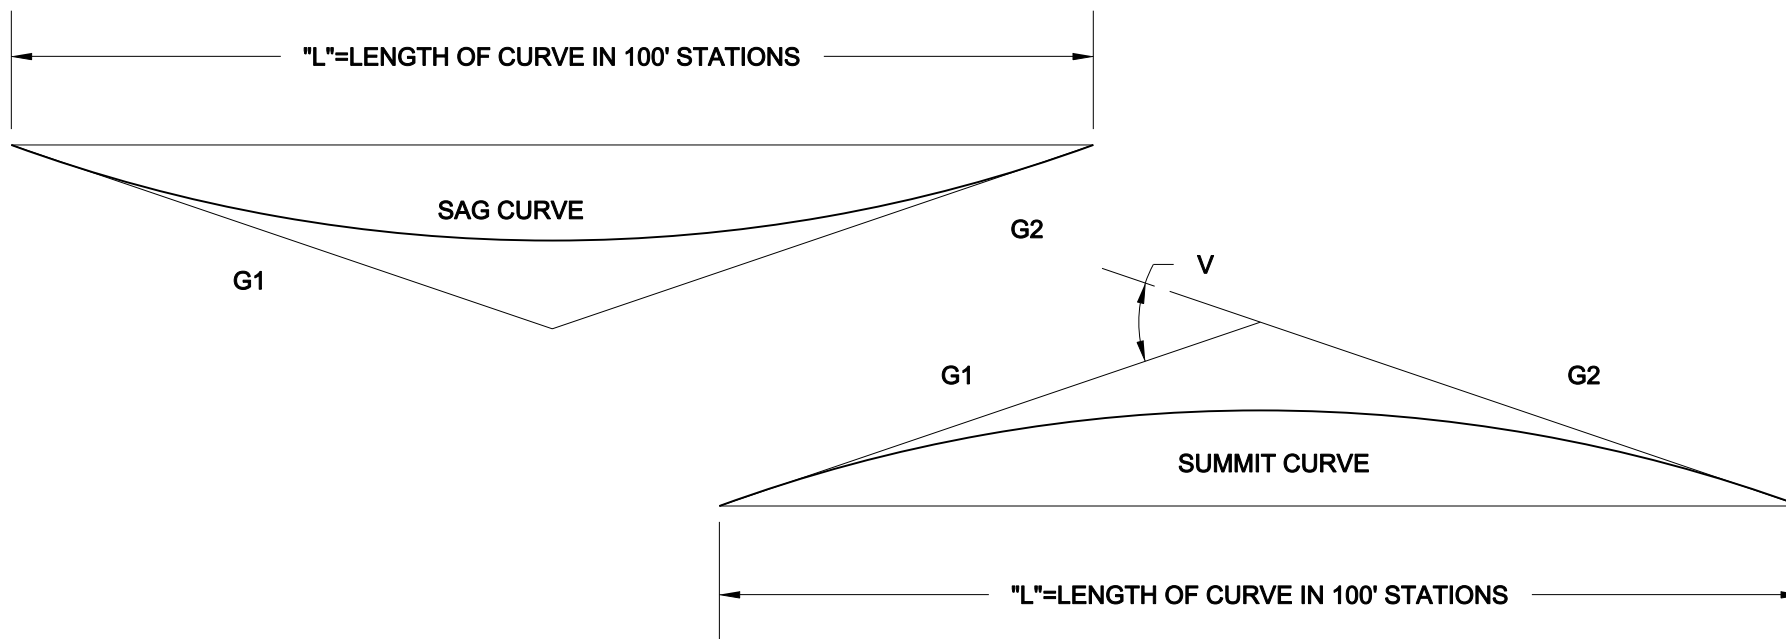 "L"=LENGTH OF CURVE IN 100' STATIONS
SAG CURVE
G1
G2
V
G1
G2
SUMMIT CURVE
"L"=LENGTH OF CURVE IN 100' STATIONS